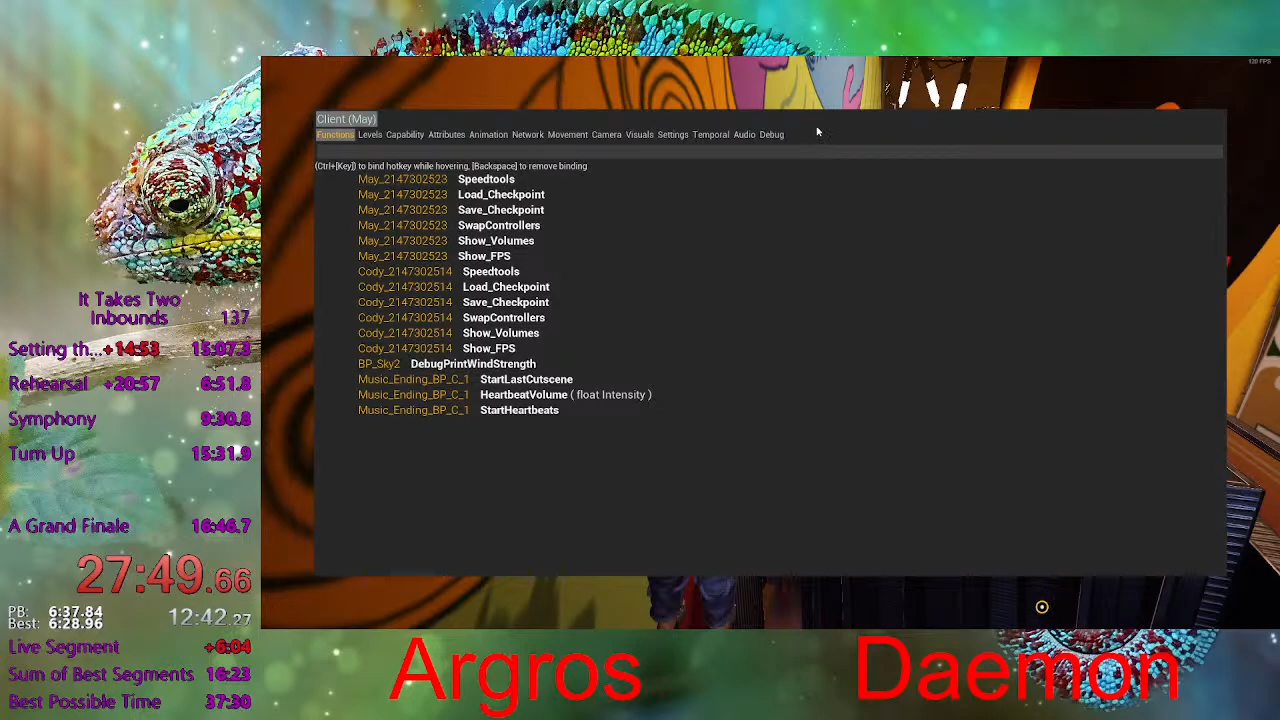 It Takes Two
Inbounds 137
Setting th... +14:53 15:07.3
Rehearsal +20:57 6:51.8
Symphony 9:30.8
Turn Up 15:31.9
A Grand Finale 16:46.7
27:49.66
PB: 6:37.84
Best: 6:28.96
12:42.27
Live Segment +6:04
Sum of Best Segments 16:23
Best Possible Time 37:30
120 FPS
Client (May)
Functions Levels Capability Attributes Animation Network Movement Camera Visuals Settings Temporal Audio Debug
(Ctrl+[Key]) to bind hotkey while hovering, [Backspace] to remove binding
May_2147302523 Speedtools
May_2147302523 Load_Checkpoint
May_2147302523 Save_Checkpoint
May_2147302523 SwapControllers
May_2147302523 Show_Volumes
May_2147302523 Show_FPS
Cody_2147302514 Speedtools
Cody_2147302514 Load_Checkpoint
Cody_2147302514 Save_Checkpoint
Cody_2147302514 SwapControllers
Cody_2147302514 Show_Volumes
Cody_2147302514 Show_FPS
BP_Sky2 DebugPrintWindStrength
Music_Ending_BP_C_1 StartLastCutscene
Music_Ending_BP_C_1 HeartbeatVolume ( float Intensity )
Music_Ending_BP_C_1 StartHeartbeats
Argros Daemon